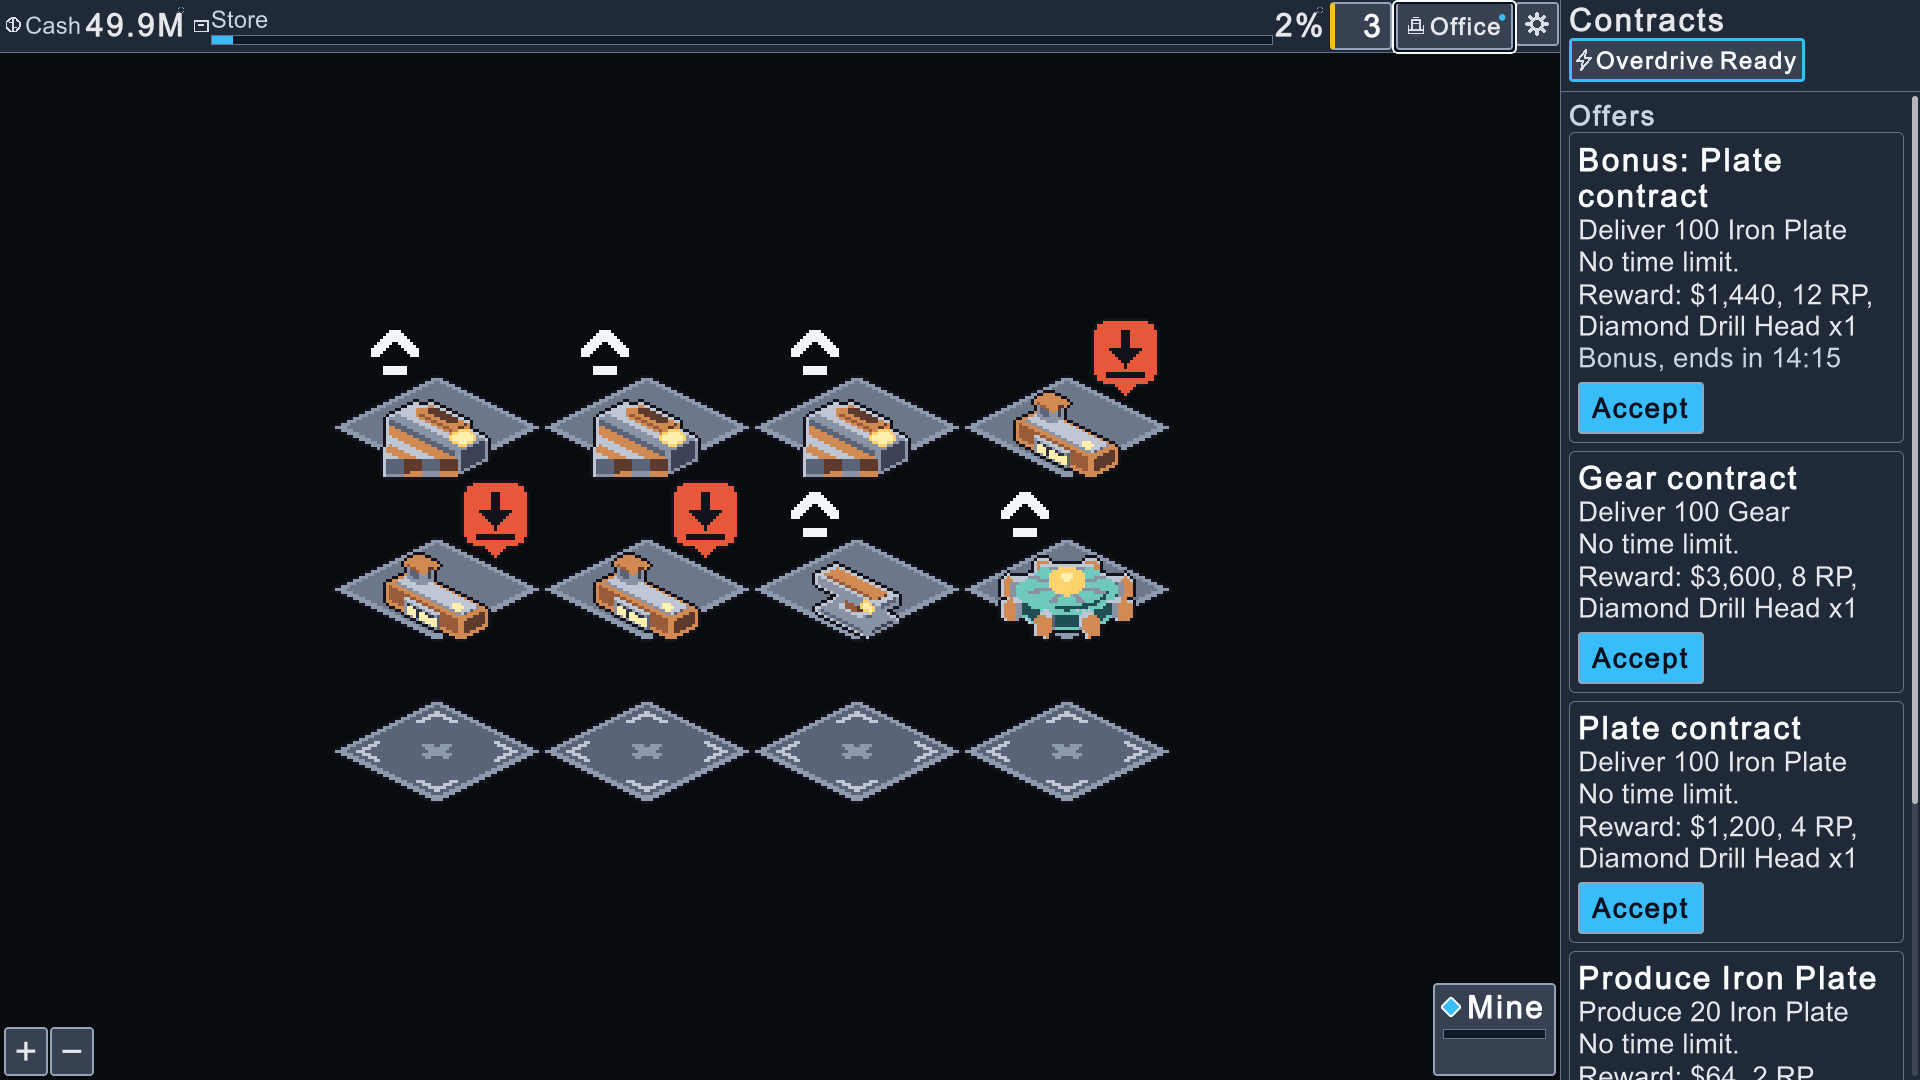 Cash 49.9M Store 2% 3 Office
Contracts
Overdrive Ready
Offers
Bonus: Plate
contract
Deliver 100 Iron Plate
No time limit.
Reward: $1,440, 12 RP,
Diamond Drill Head x1
Bonus, ends in 14:15
Accept
Gear contract
Deliver 100 Gear
No time limit.
Reward: $3,600, 8 RP,
Diamond Drill Head x1
Accept
Plate contract
Deliver 100 Iron Plate
No time limit.
Reward: $1,200, 4 RP,
Diamond Drill Head x1
Accept
Produce Iron Plate
Produce 20 Iron Plate
No time limit.
Reward: $64, 2 RP
Mine
+ −